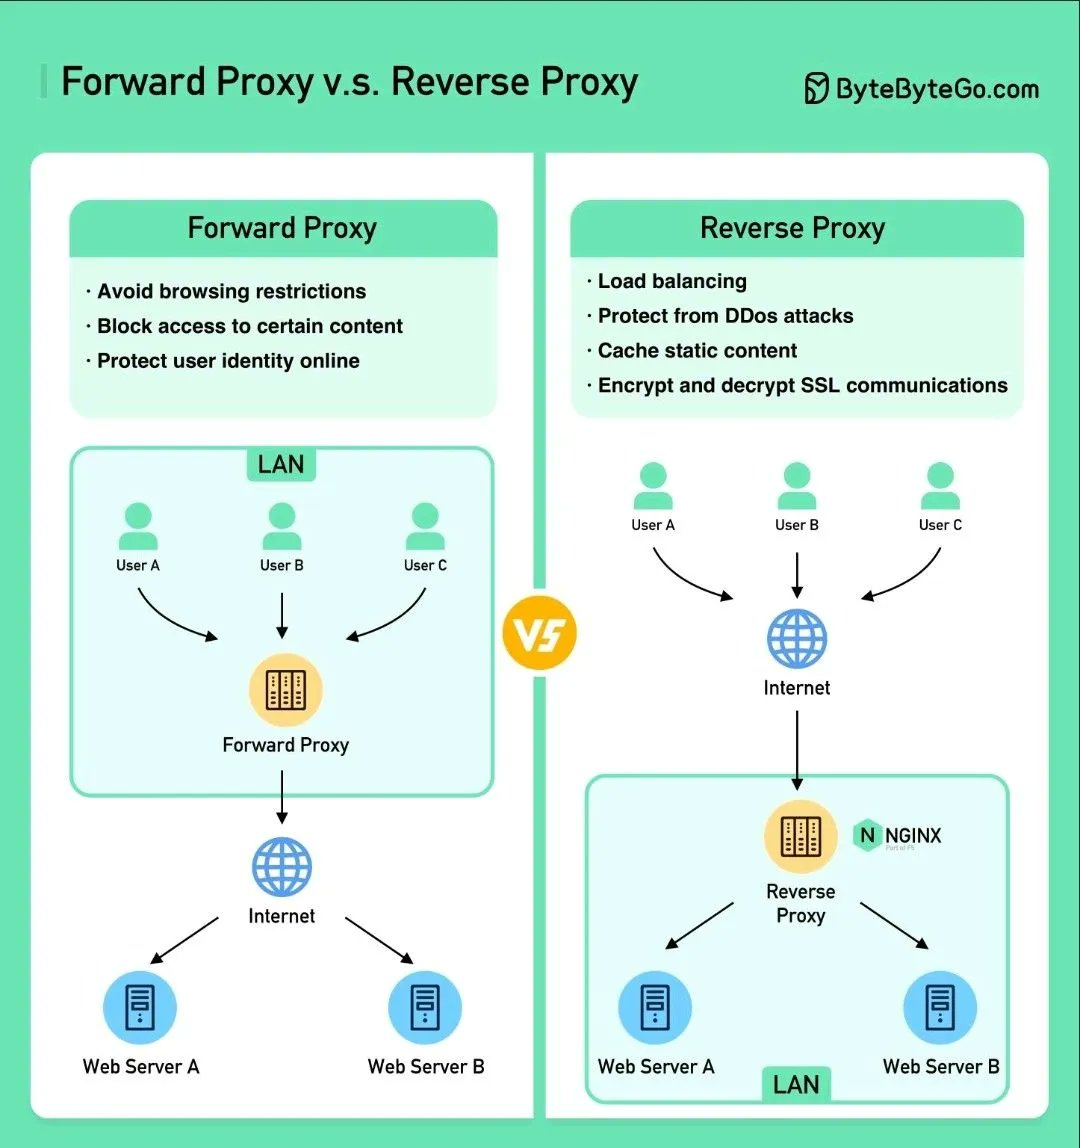 Forward Proxy v.s. Reverse Proxy
ByteByteGo.com
Forward Proxy
· Avoid browsing restrictions
· Block access to certain content
· Protect user identity online
LAN
User A
User B
User C
Forward Proxy
Internet
Web Server A
Web Server B
VS
Reverse Proxy
· Load balancing
· Protect from DDos attacks
· Cache static content
· Encrypt and decrypt SSL communications
User A
User B
User C
Internet
N NGINX
Part of F5
Reverse
Proxy
Web Server A
Web Server B
LAN